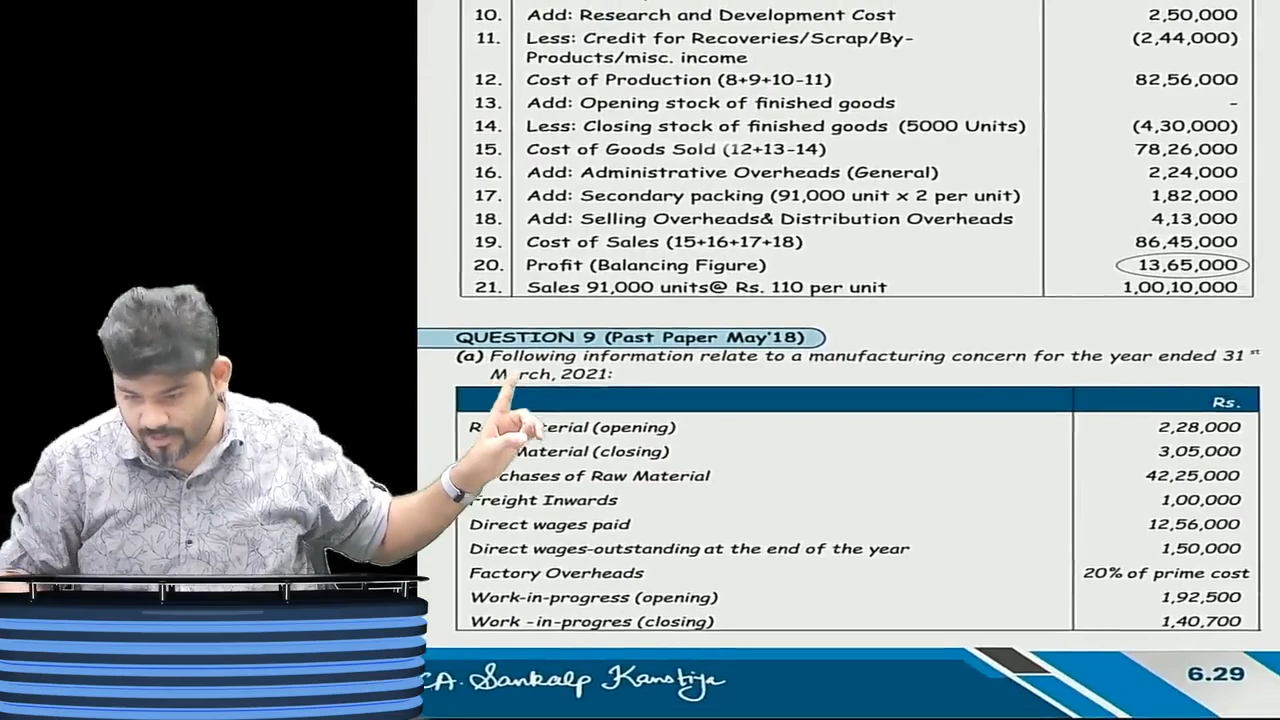 10. Add: Research and Development Cost 2,50,000
11. Less: Credit for Recoveries/Scrap/By- (2,44,000)
Products/misc. income
12. Cost of Production (8+9+10-11) 82,56,000
13. Add: Opening stock of finished goods -
14. Less: Closing stock of finished goods (5000 Units) (4,30,000)
15. Cost of Goods Sold (12+13-14) 78,26,000
16. Add: Administrative Overheads (General) 2,24,000
17. Add: Secondary packing (91,000 unit x 2 per unit) 1,82,000
18. Add: Selling Overheads& Distribution Overheads 4,13,000
19. Cost of Sales (15+16+17+18) 86,45,000
20. Profit (Balancing Figure) 13,65,000
21. Sales 91,000 units@ Rs. 110 per unit 1,00,10,000
QUESTION 9 (Past Paper May'18)
(a) Following information relate to a manufacturing concern for the year ended 31st
March, 2021:
Rs.
(opening) 2,28,000
Material (closing) 3,05,000
of Raw Material 42,25,000
Freight Inwards 1,00,000
Direct wages paid 12,56,000
Direct wages-outstanding at the end of the year 1,50,000
Factory Overheads 20% of prime cost
Work-in-progress (opening) 1,92,500
Work -in-progres (closing) 1,40,700
CA. Sankalp Kanstiya 6.29